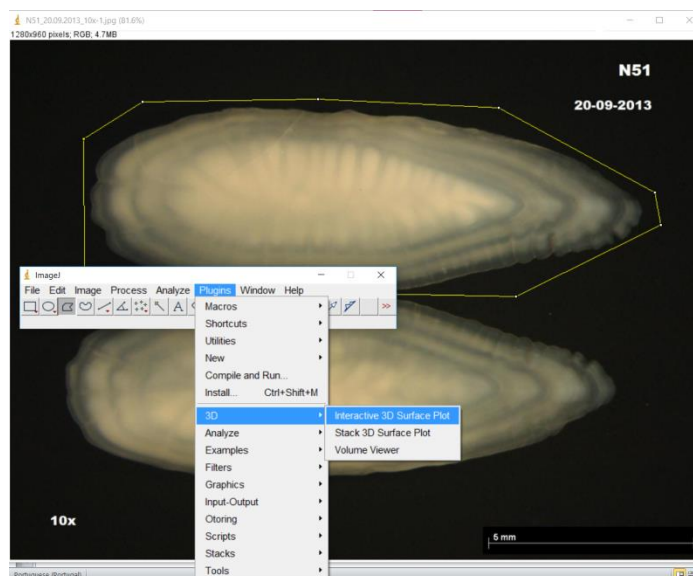 N51_20.09.2013_10x-1.jpg (81.6%)
1280x960 pixels; RGB; 4.7MB
N51
20-09-2013
ImageJ
File Edit Image Process Analyze Plugins Window Help
A
>>
Macros
Shortcuts
Utilities
New
Compile and Run...
Install... Ctrl+Shift+M
3D
Interactive 3D Surface Plot
Analyze
Stack 3D Surface Plot
Examples
Volume Viewer
Filters
Graphics
Input-Output
Otoring
Scripts
Stacks
Tools
10x
5 mm
Portuguese (Portugal)